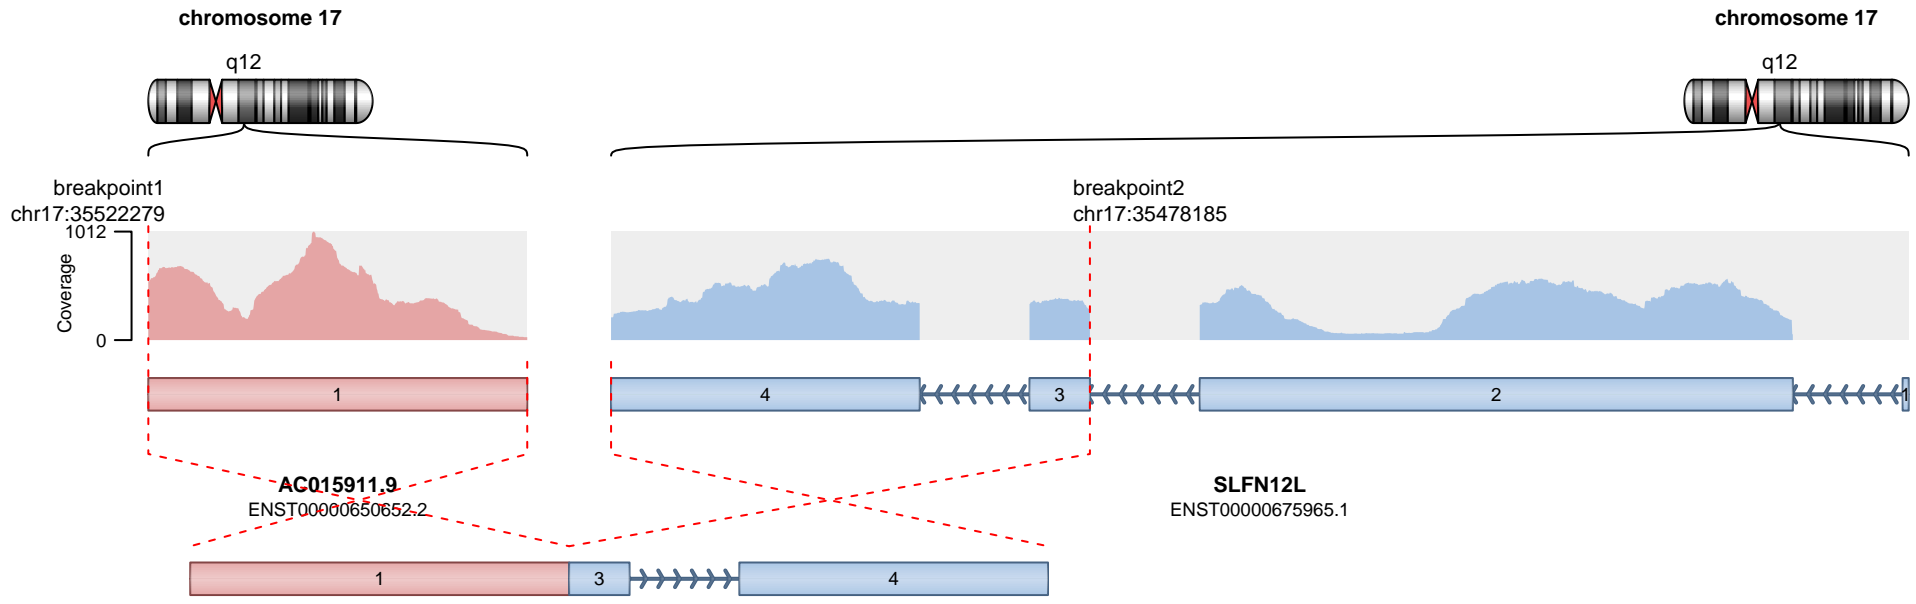 chromosome 17
chromosome 17
q12
q12
breakpoint1
chr17:35522279
breakpoint2
chr17:35478185
1012
Coverage
0
1
4
3
2
1
AC015911.9
ENST00000650652.2
SLFN12L
ENST00000675965.1
1
3
4